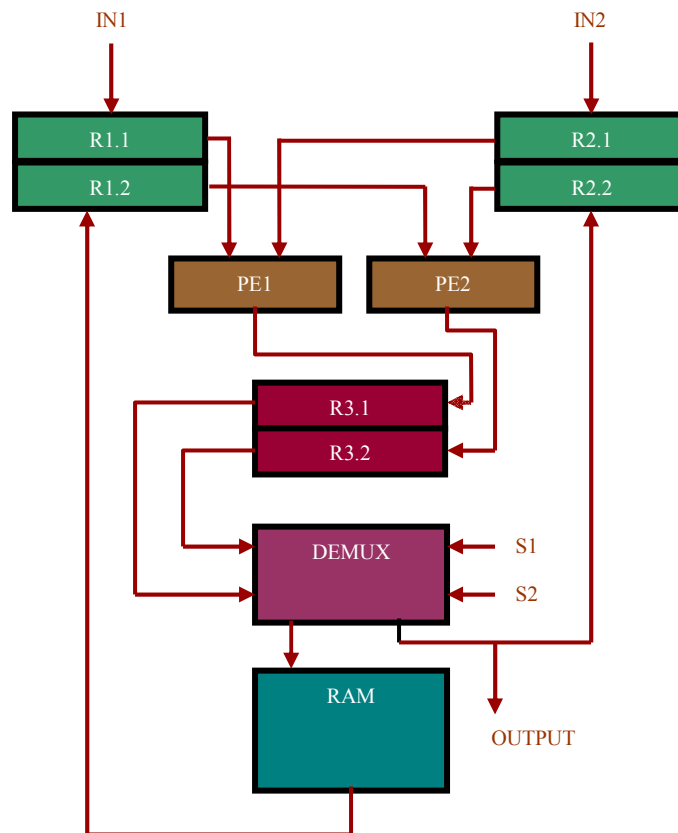 IN1
IN2
R1.1
R2.1
R1.2
R2.2
PE1
PE2
R3.1
R3.2
DEMUX
S1
S2
RAM
OUTPUT